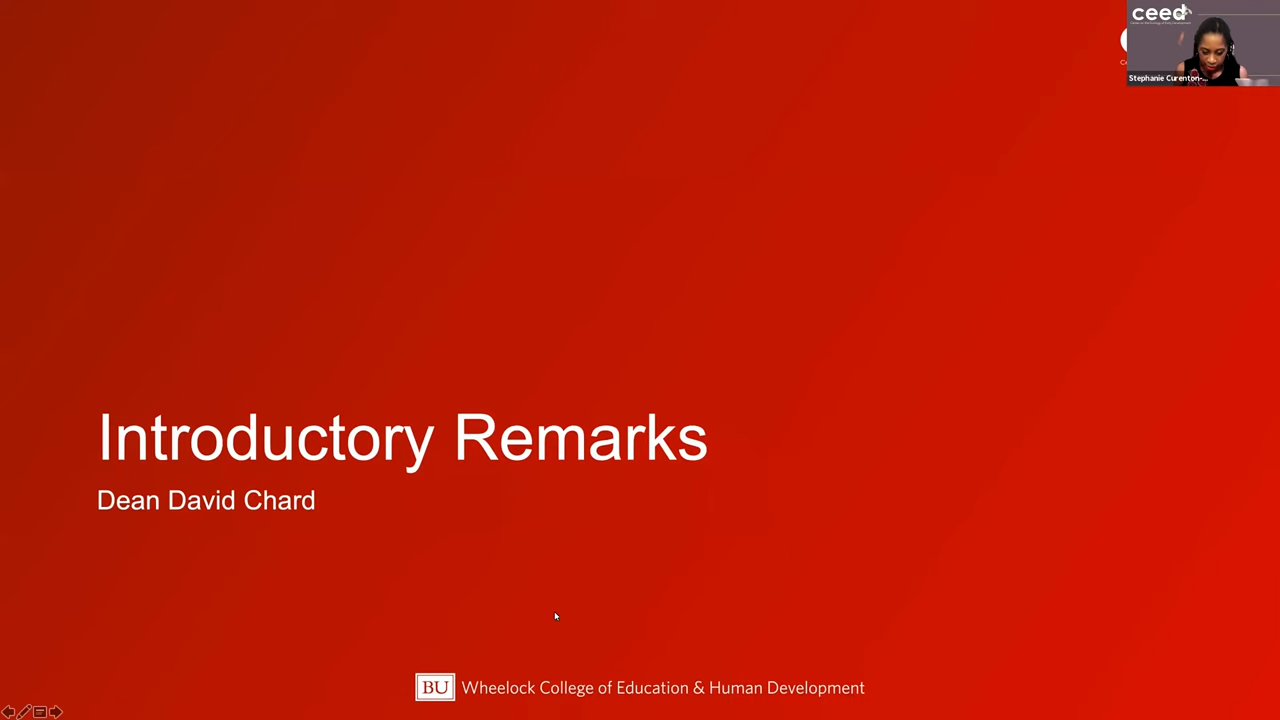 ceed
Stephanie Curenton-...
Introductory Remarks
Dean David Chard
BU Wheelock College of Education & Human Development